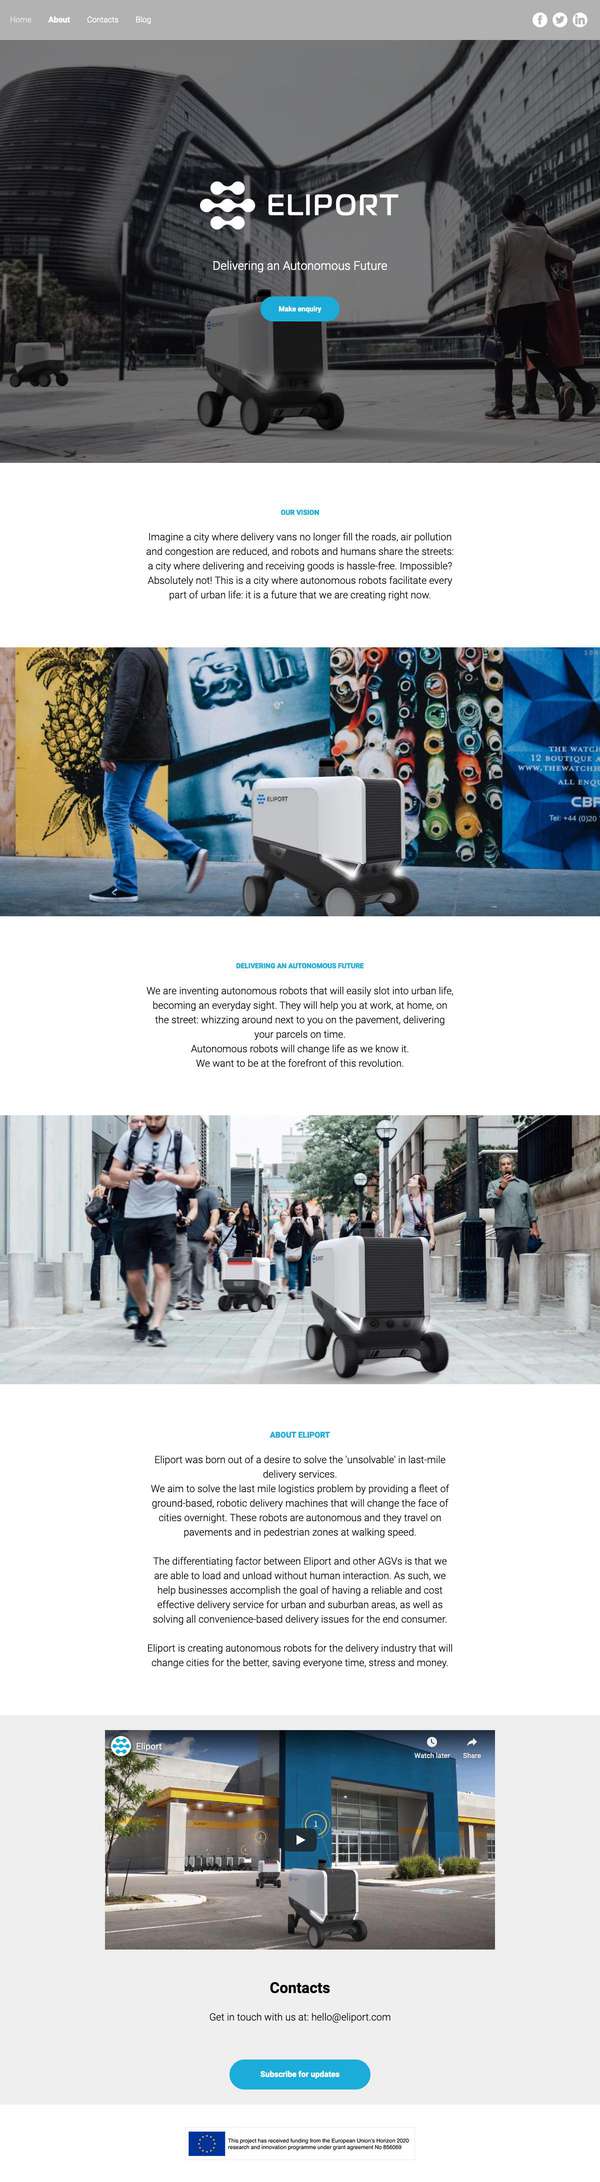 Home About Contacts Blog
ELIPORT
Delivering an Autonomous Future
Make enquiry
OUR VISION
Imagine a city where delivery vans no longer fill the roads, air pollution
and congestion are reduced, and robots and humans share the streets:
a city where delivering and receiving goods is hassle-free. Impossible?
Absolutely not! This is a city where autonomous robots facilitate every
part of urban life: it is a future that we are creating right now.
THE WATCH
12 BOUTIQUE A
WWW.THEWATCHH
ALL ENQU
CBR
Tel: +44 (0)20
ELIPORT
DELIVERING AN AUTONOMOUS FUTURE
We are inventing autonomous robots that will easily slot into urban life,
becoming an everyday sight. They will help you at work, at home, on
the street: whizzing around next to you on the pavement, delivering
your parcels on time.
Autonomous robots will change life as we know it.
We want to be at the forefront of this revolution.
ABOUT ELIPORT
Eliport was born out of a desire to solve the 'unsolvable' in last-mile
delivery services.
We aim to solve the last mile logistics problem by providing a fleet of
ground-based, robotic delivery machines that will change the face of
cities overnight. These robots are autonomous and they travel on
pavements and in pedestrian zones at walking speed.
The differentiating factor between Eliport and other AGVs is that we
are able to load and unload without human interaction. As such, we
help businesses accomplish the goal of having a reliable and cost
effective delivery service for urban and suburban areas, as well as
solving all convenience-based delivery issues for the end consumer.
Eliport is creating autonomous robots for the delivery industry that will
change cities for the better, saving everyone time, stress and money.
Eliport
Watch later Share
1
Contacts
Get in touch with us at: hello@eliport.com
Subscribe for updates
This project has received funding from the European Union's Horizon 2020
research and innovation programme under grant agreement No 856069